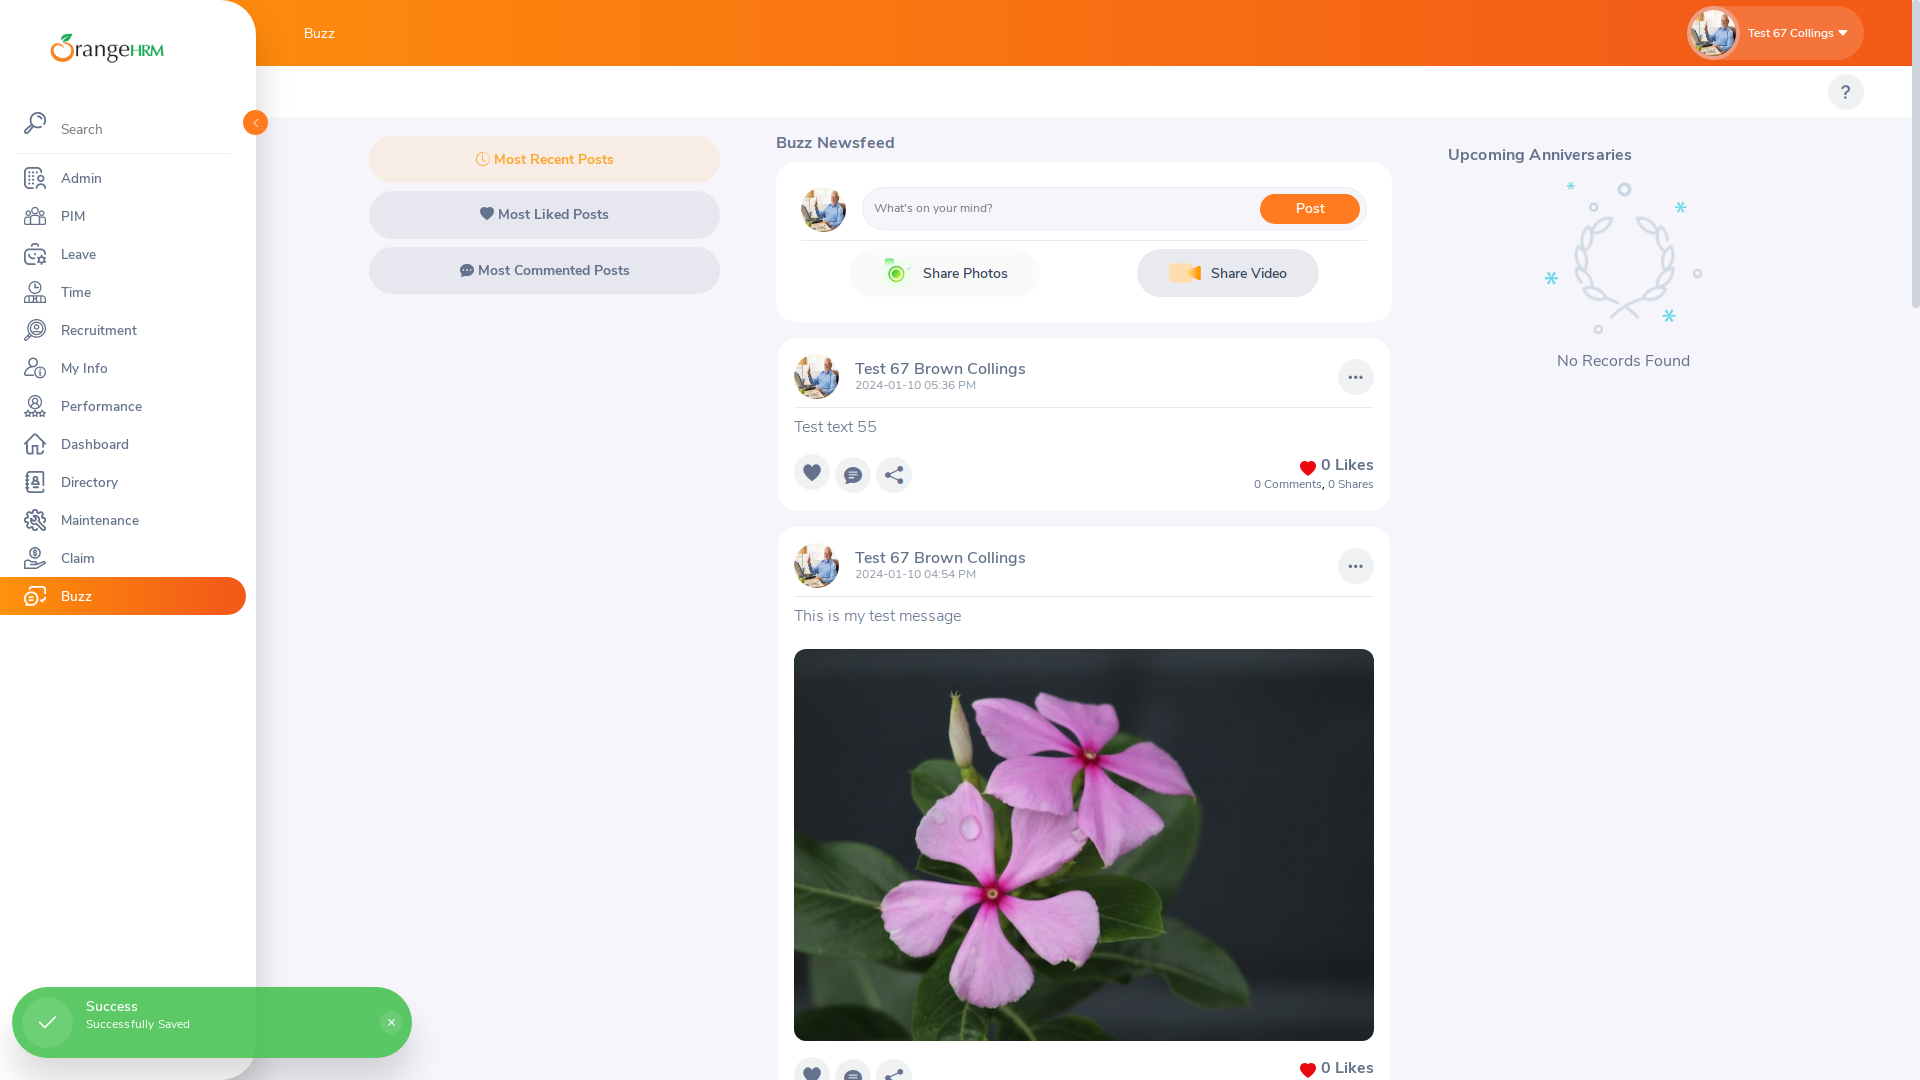 OrangeHRM
Search
Admin
PIM
Leave
Time
Recruitment
My Info
Performance
Dashboard
Directory
Maintenance
Claim
Buzz
Buzz
Test 67 Collings
?
Most Recent Posts
Most Liked Posts
Most Commented Posts
Buzz Newsfeed
What's on your mind?
Post
Share Photos
Share Video
Test 67 Brown Collings
2024-01-10 05:36 PM
Test text 55
0 Likes
0 Comments, 0 Shares
Test 67 Brown Collings
2024-01-10 04:54 PM
This is my test message
0 Likes
Upcoming Anniversaries
No Records Found
Success
Successfully Saved